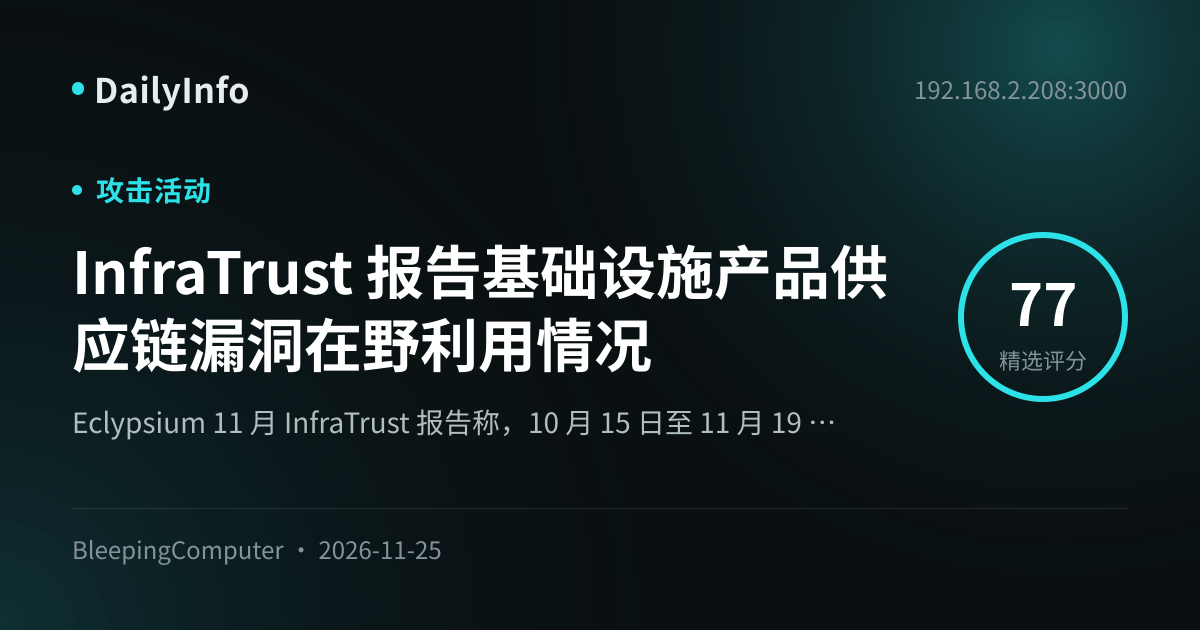 DailyInfo
192.168.2.208:3000
攻击活动
InfraTrust 报告基础设施产品供
应链漏洞在野利用情况
77
精选评分
Eclypsium 11 月 InfraTrust 报告称，10 月 15 日至 11 月 19 …
BleepingComputer · 2026-11-25